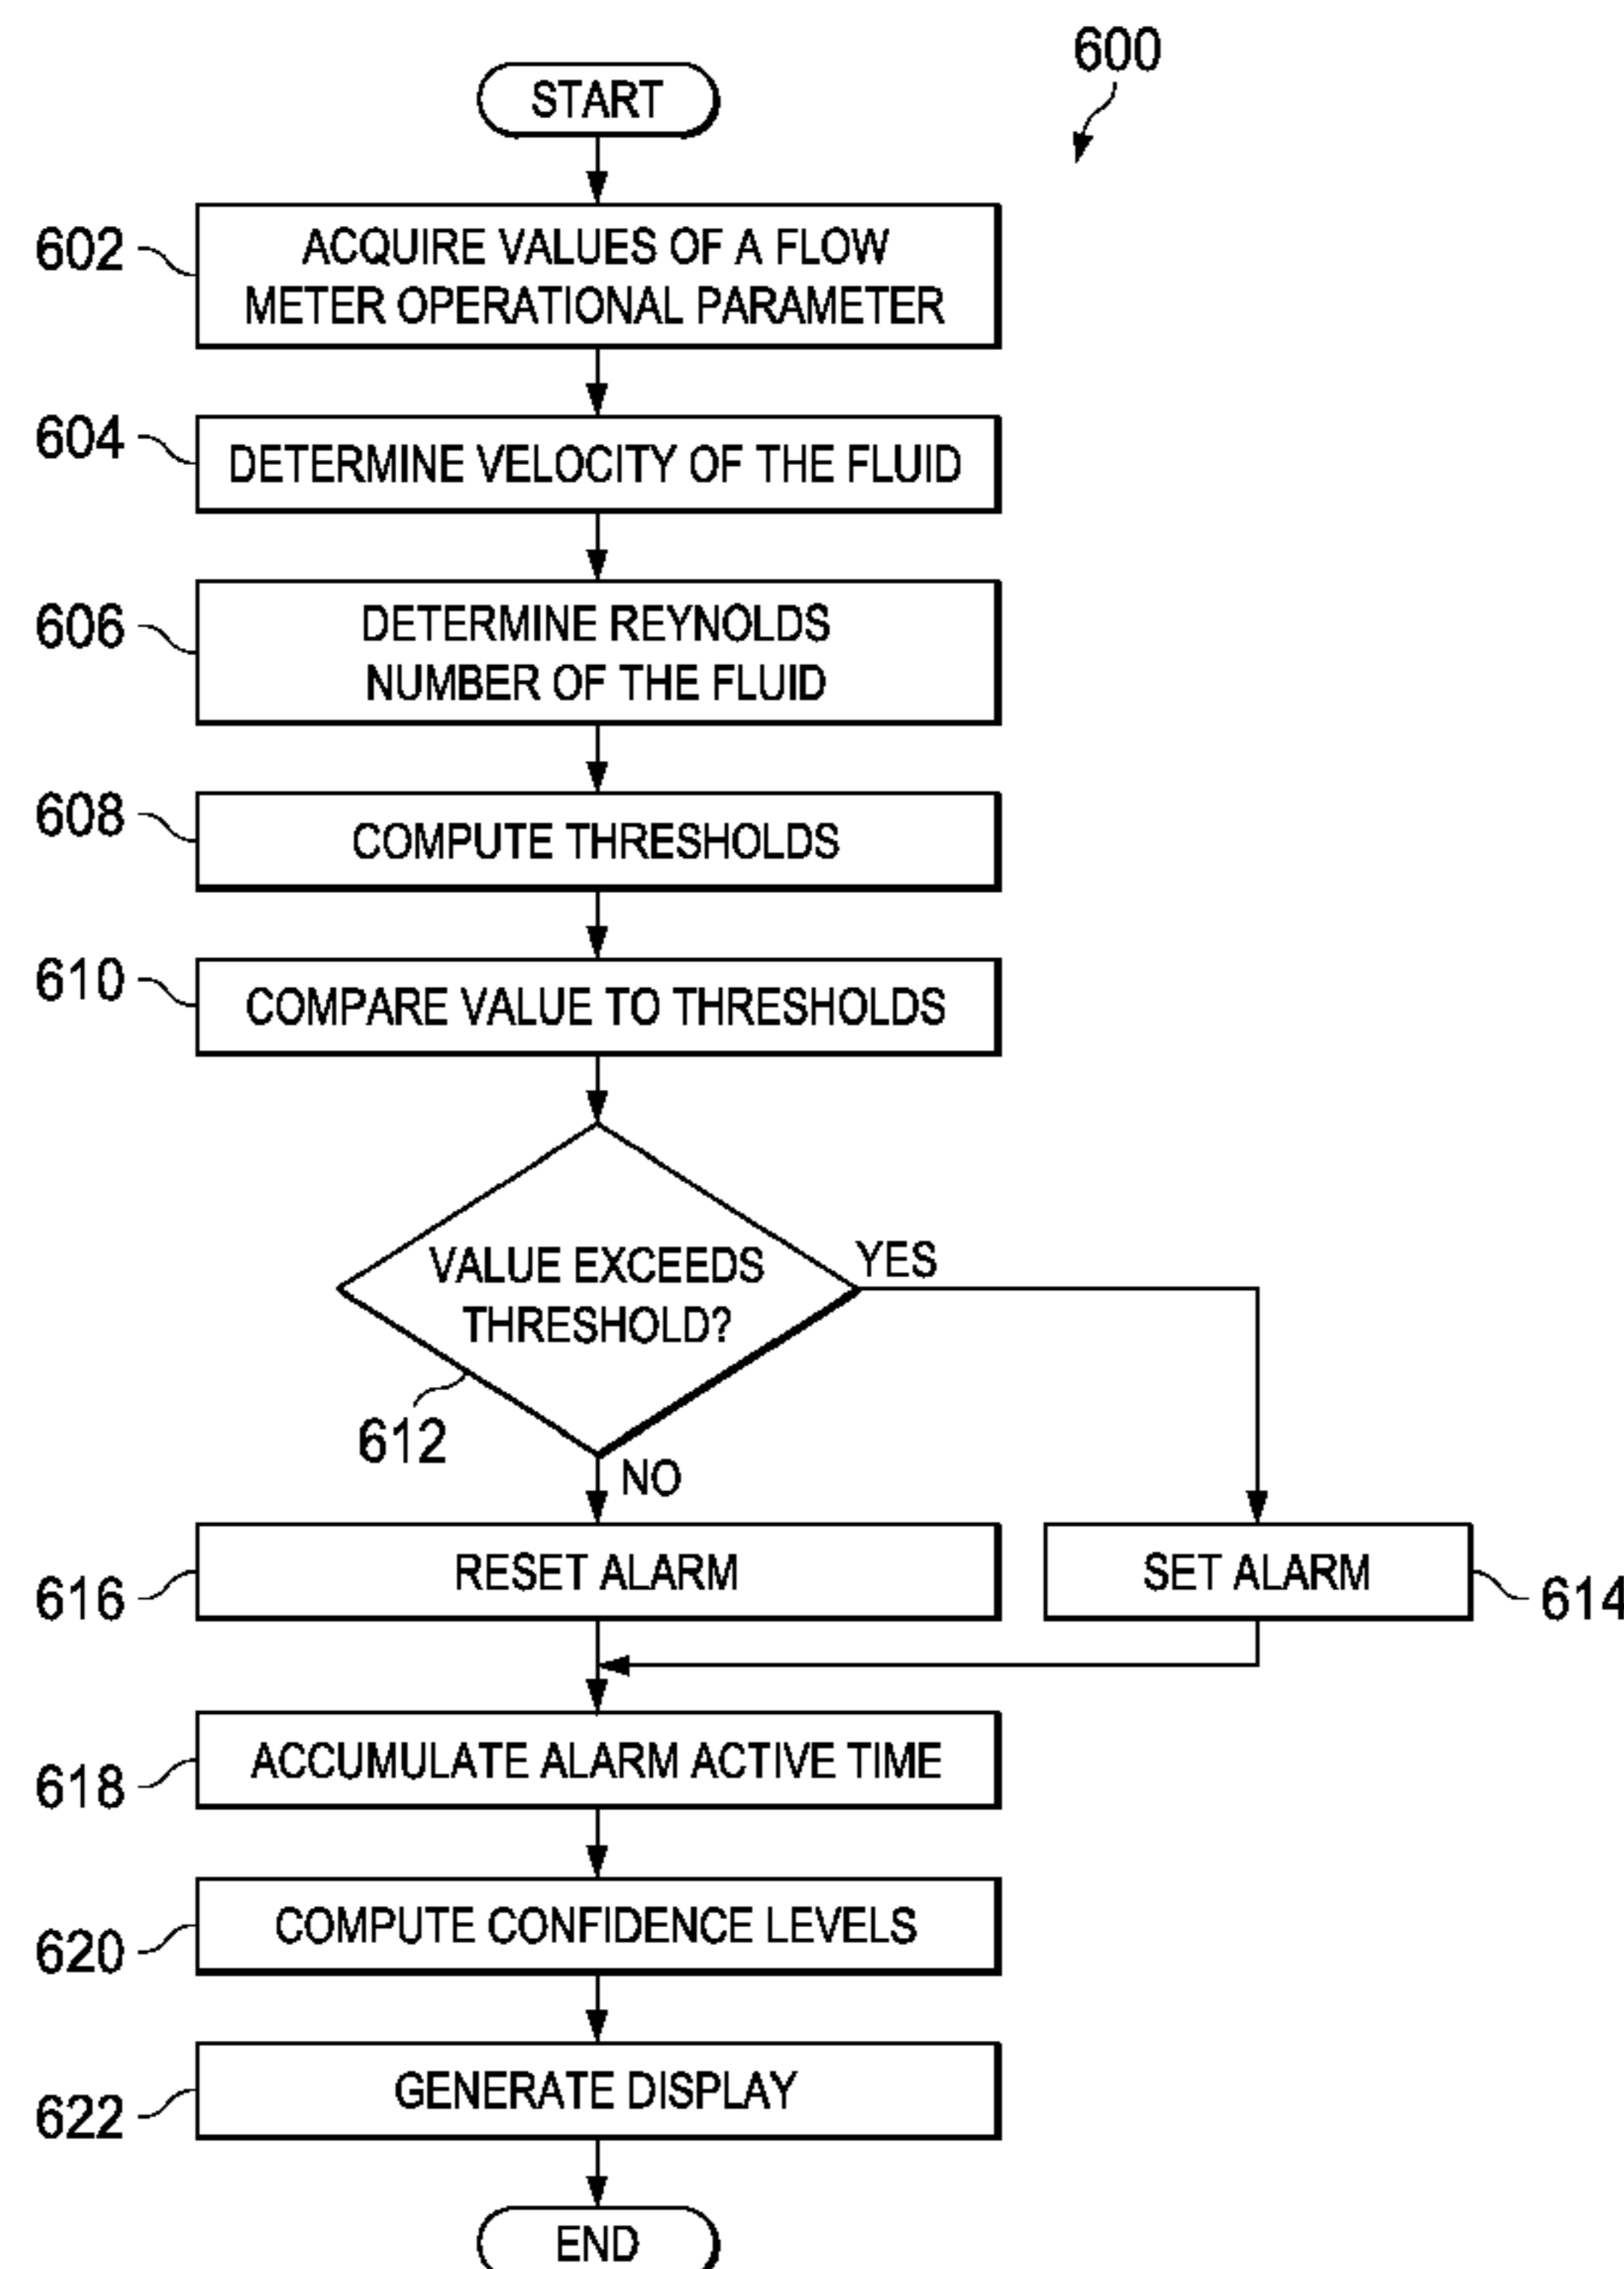 600
START
602
ACQUIRE VALUES OF A FLOW
METER OPERATIONAL PARAMETER
604
DETERMINE VELOCITY OF THE FLUID
606
DETERMINE REYNOLDS
NUMBER OF THE FLUID
608
COMPUTE THRESHOLDS
610
COMPARE VALUE TO THRESHOLDS
VALUE EXCEEDS
THRESHOLD?
YES
612
NO
616
RESET ALARM
SET ALARM
614
618
ACCUMULATE ALARM ACTIVE TIME
620
COMPUTE CONFIDENCE LEVELS
622
GENERATE DISPLAY
END